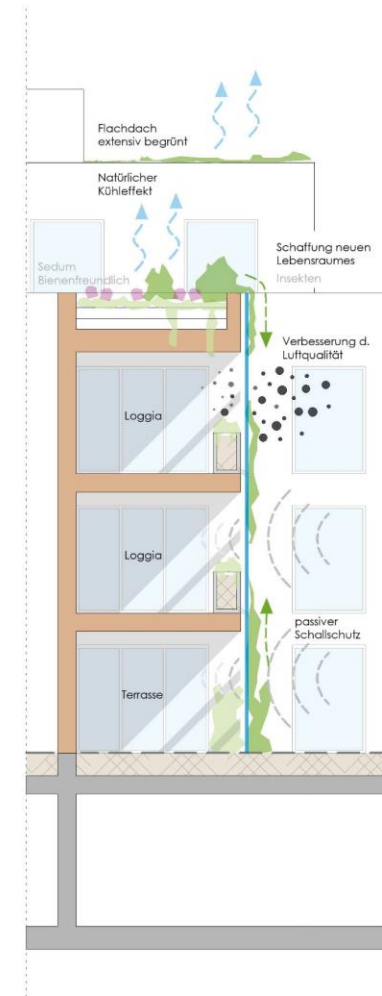 Flachdach
extensiv begrünt
Natürlicher
Kühleffekt
Schaffung neuen
Lebensraumes
Insekten
Sedum
Bienenfreundlich
Verbesserung d.
Luftqualität
Loggia
Loggia
passiver
Schallschutz
Terrasse